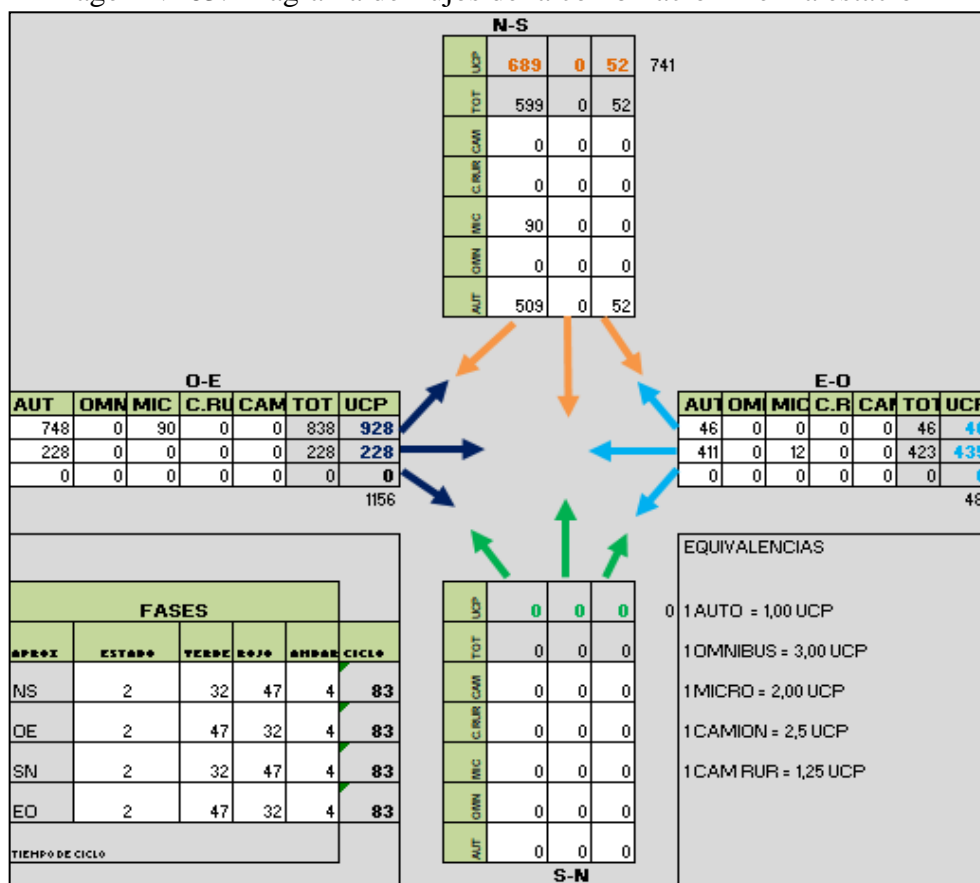 N-S
UCP 689 0 52 741
TOT 599 0 52
CAM 0 0 0
C.RUR 0 0 0
MIC 90 0 0
OMN 0 0 0
AUT 509 0 52
O-E
AUT OMN MIC C.RU CAM TOT UCP
748 0 90 0 0 838 928
228 0 0 0 0 228 228
0 0 0 0 0 0 0
1156
E-O
AUT OMI MIC C.R CAI TOT UCP
46 0 0 0 0 46
411 0 12 0 0 423 435
0 0 0 0 0 0
FASES
APROX ESTADO VERDE ROJO AMBAR CICLO
NS 2 32 47 4 83
OE 2 47 32 4 83
SN 2 32 47 4 83
EO 2 47 32 4 83
TIEMPO DE CICLO
UCP 0 0 0 0
TOT 0 0 0
CAM 0 0 0
C.RUR 0 0 0
MIC 0 0 0
OMN 0 0 0
AUT 0 0 0
S-N
EQUIVALENCIAS
1 AUTO = 1,00 UCP
1 OMNIBUS = 3,00 UCP
1 MICRO = 2,00 UCP
1 CAMION = 2,5 UCP
1 CAM RUR = 1,25 UCP